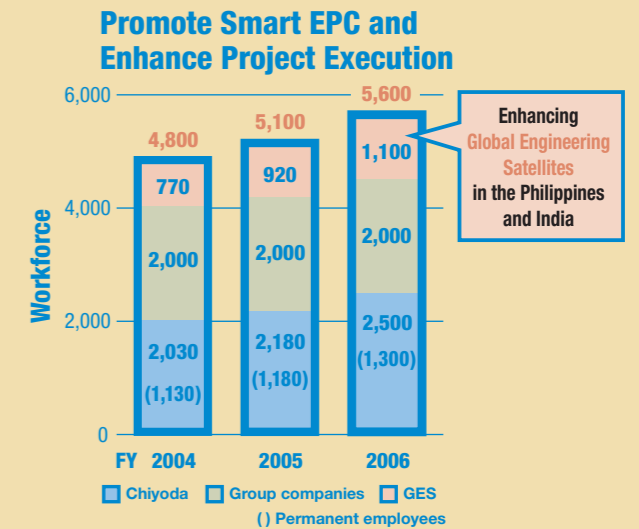 Promote Smart EPC and
Enhance Project Execution
Workforce
6,000
4,000
2,000
0
4,800
770
2,000
2,030
(1,130)
5,100
920
2,000
2,180
(1,180)
5,600
1,100
2,000
2,500
(1,300)
Enhancing
Global Engineering
Satellites
in the Philippines
and India
FY 2004 2005 2006
Chiyoda Group companies GES
( ) Permanent employees